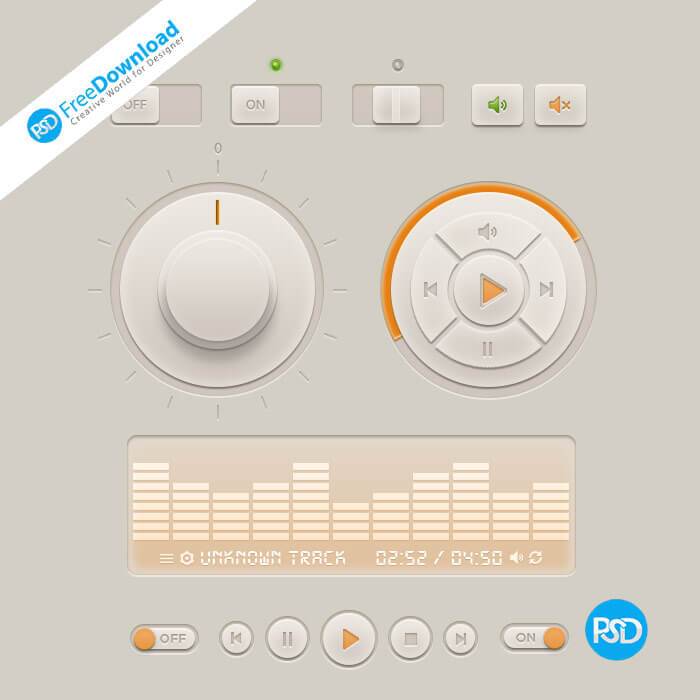 FreeDownload
Creative World for Designer
PSD
OFF
ON
0
UNKNOWN TRACK 02:52 / 04:50
OFF
ON
PSD